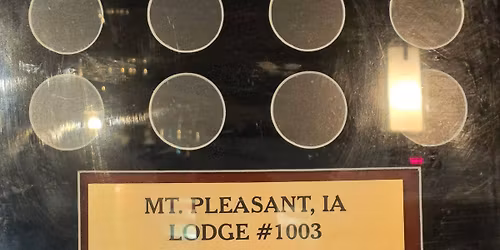 MT. PLEASANT, IA
LODGE #1003